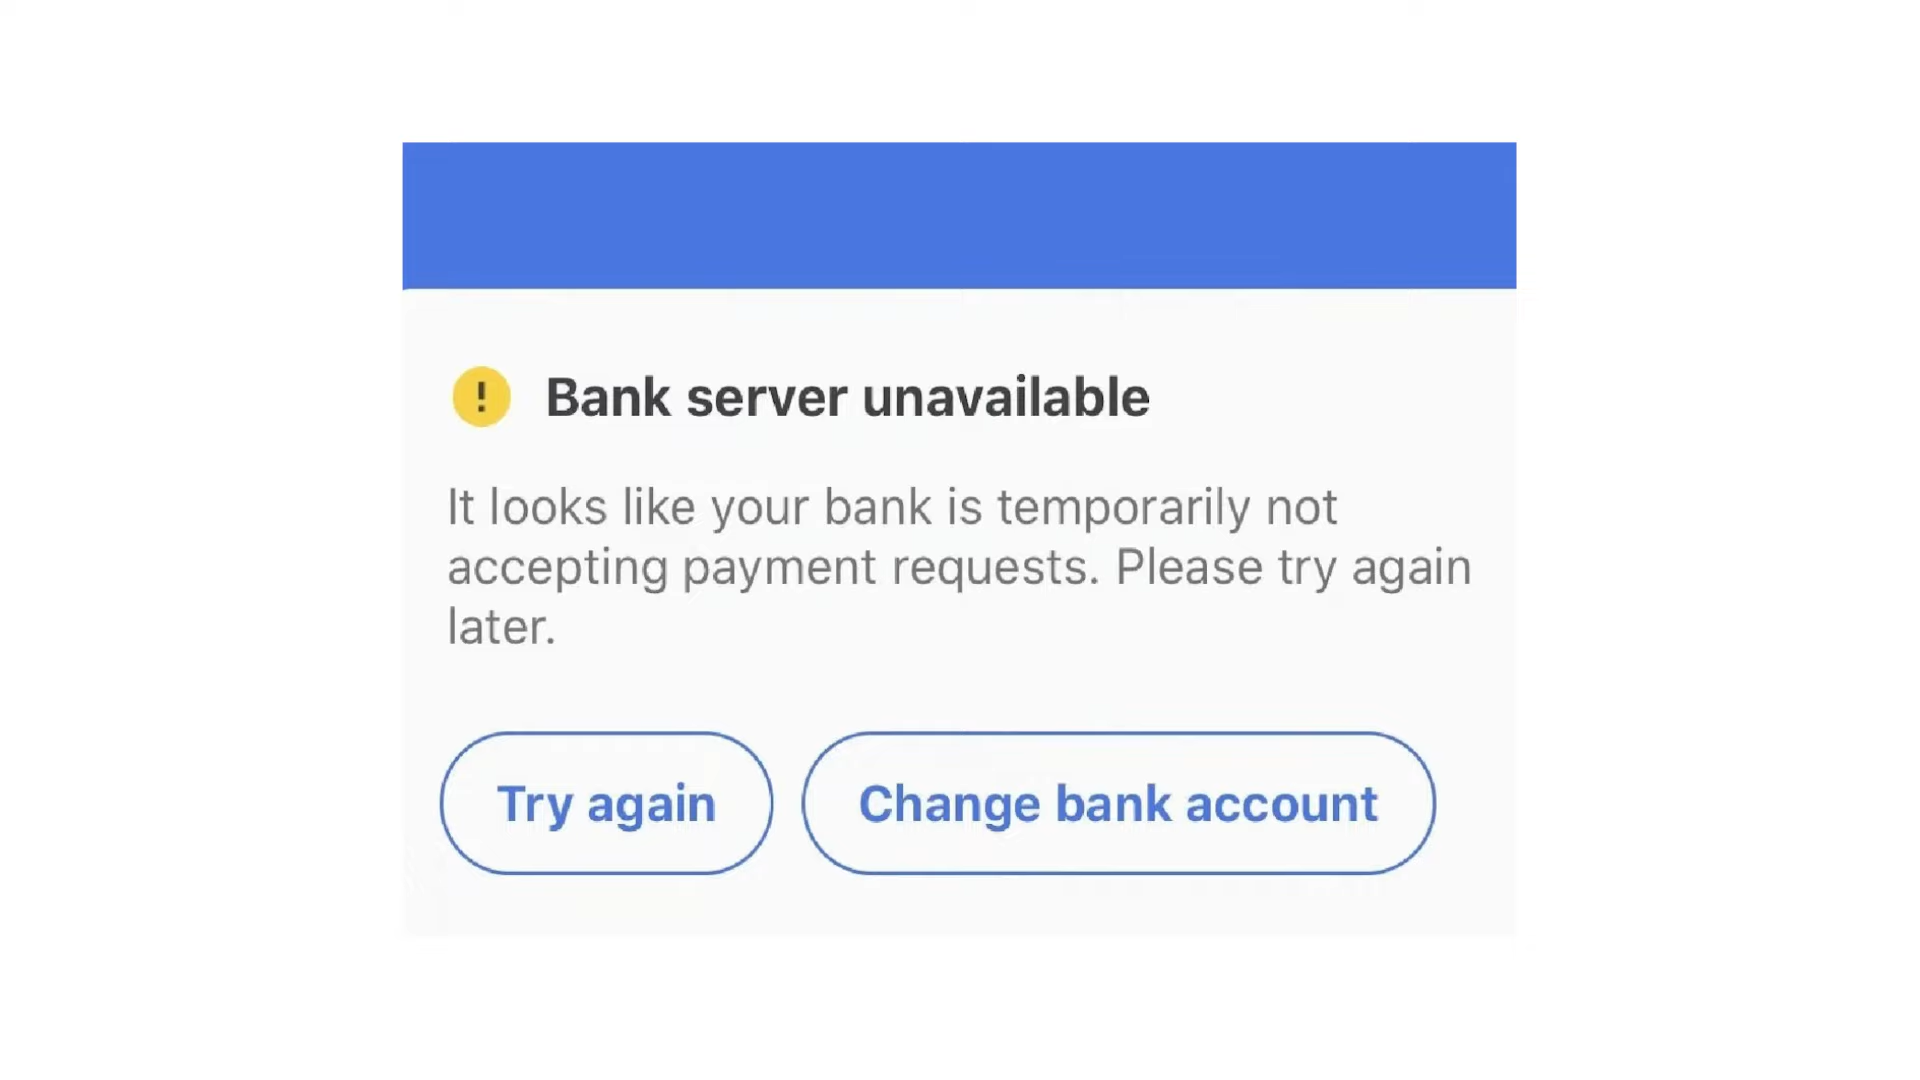 ! Bank server unavailable
It looks like your bank is temporarily not
accepting payment requests. Please try again
later.
Try again Change bank account